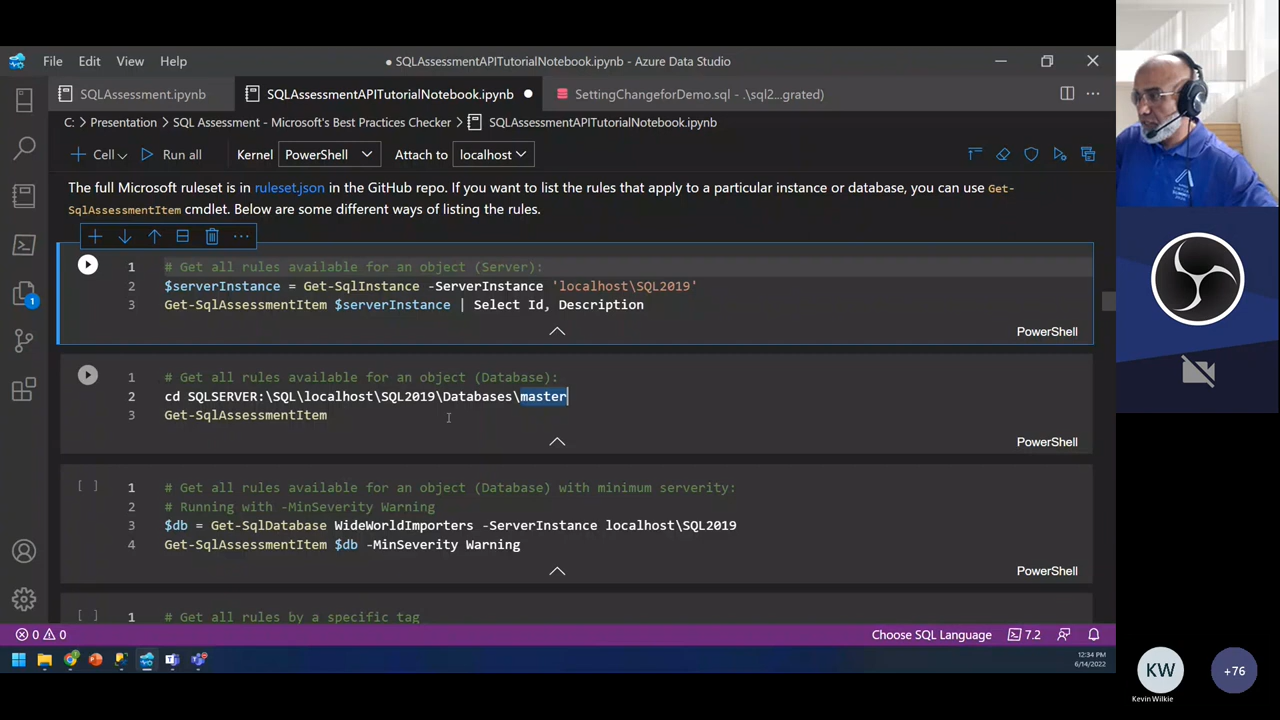 File Edit View Help
● SQLAssessmentAPITutorialNotebook.ipynb - Azure Data Studio
SQLAssessment.ipynb
SQLAssessmentAPITutorialNotebook.ipynb
SettingChangeforDemo.sql - .\sql2...grated)
C: > Presentation > SQL Assessment - Microsoft's Best Practices Checker > SQLAssessmentAPITutorialNotebook.ipynb
Cell Run all Kernel PowerShell Attach to localhost
The full Microsoft ruleset is in ruleset.json in the GitHub repo. If you want to list the rules that apply to a particular instance or database, you can use Get-
SqlAssessmentItem cmdlet. Below are some different ways of listing the rules.
1 # Get all rules available for an object (Server):
2 $serverInstance = Get-SqlInstance -ServerInstance 'localhost\SQL2019'
3 Get-SqlAssessmentItem $serverInstance | Select Id, Description
PowerShell
1 # Get all rules available for an object (Database):
2 cd SQLSERVER:\SQL\localhost\SQL2019\Databases\master
3 Get-SqlAssessmentItem
PowerShell
[ ] 1 # Get all rules available for an object (Database) with minimum serverity:
2 # Running with -MinSeverity Warning
3 $db = Get-SqlDatabase WideWorldImporters -ServerInstance localhost\SQL2019
4 Get-SqlAssessmentItem $db -MinSeverity Warning
PowerShell
[ ] 1 # Get all rules by a specific tag
1
0 0
Choose SQL Language 7.2
12:34 PM
6/14/2022
KW
Kevin Wilkie
+76